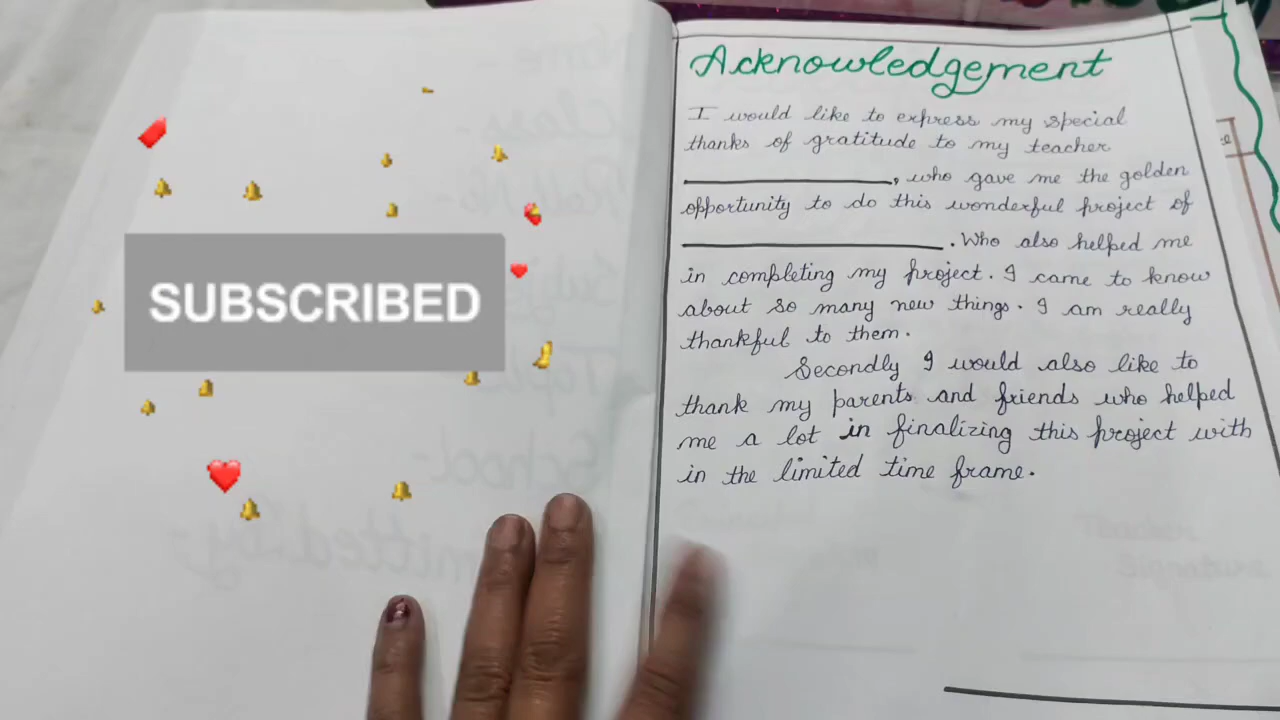 SUBSCRIBED
Acknowledgement
I would like to express my special
thanks of gratitude to my teacher
____________, who gave me the golden
opportunity to do this wonderful project of
_______________. Who also helped me
in completing my project. I came to know
about so many new things. I am really
thankful to them.
Secondly I would also like to
thank my parents and friends who helped
me a lot in finalizing this project with
in the limited time frame.